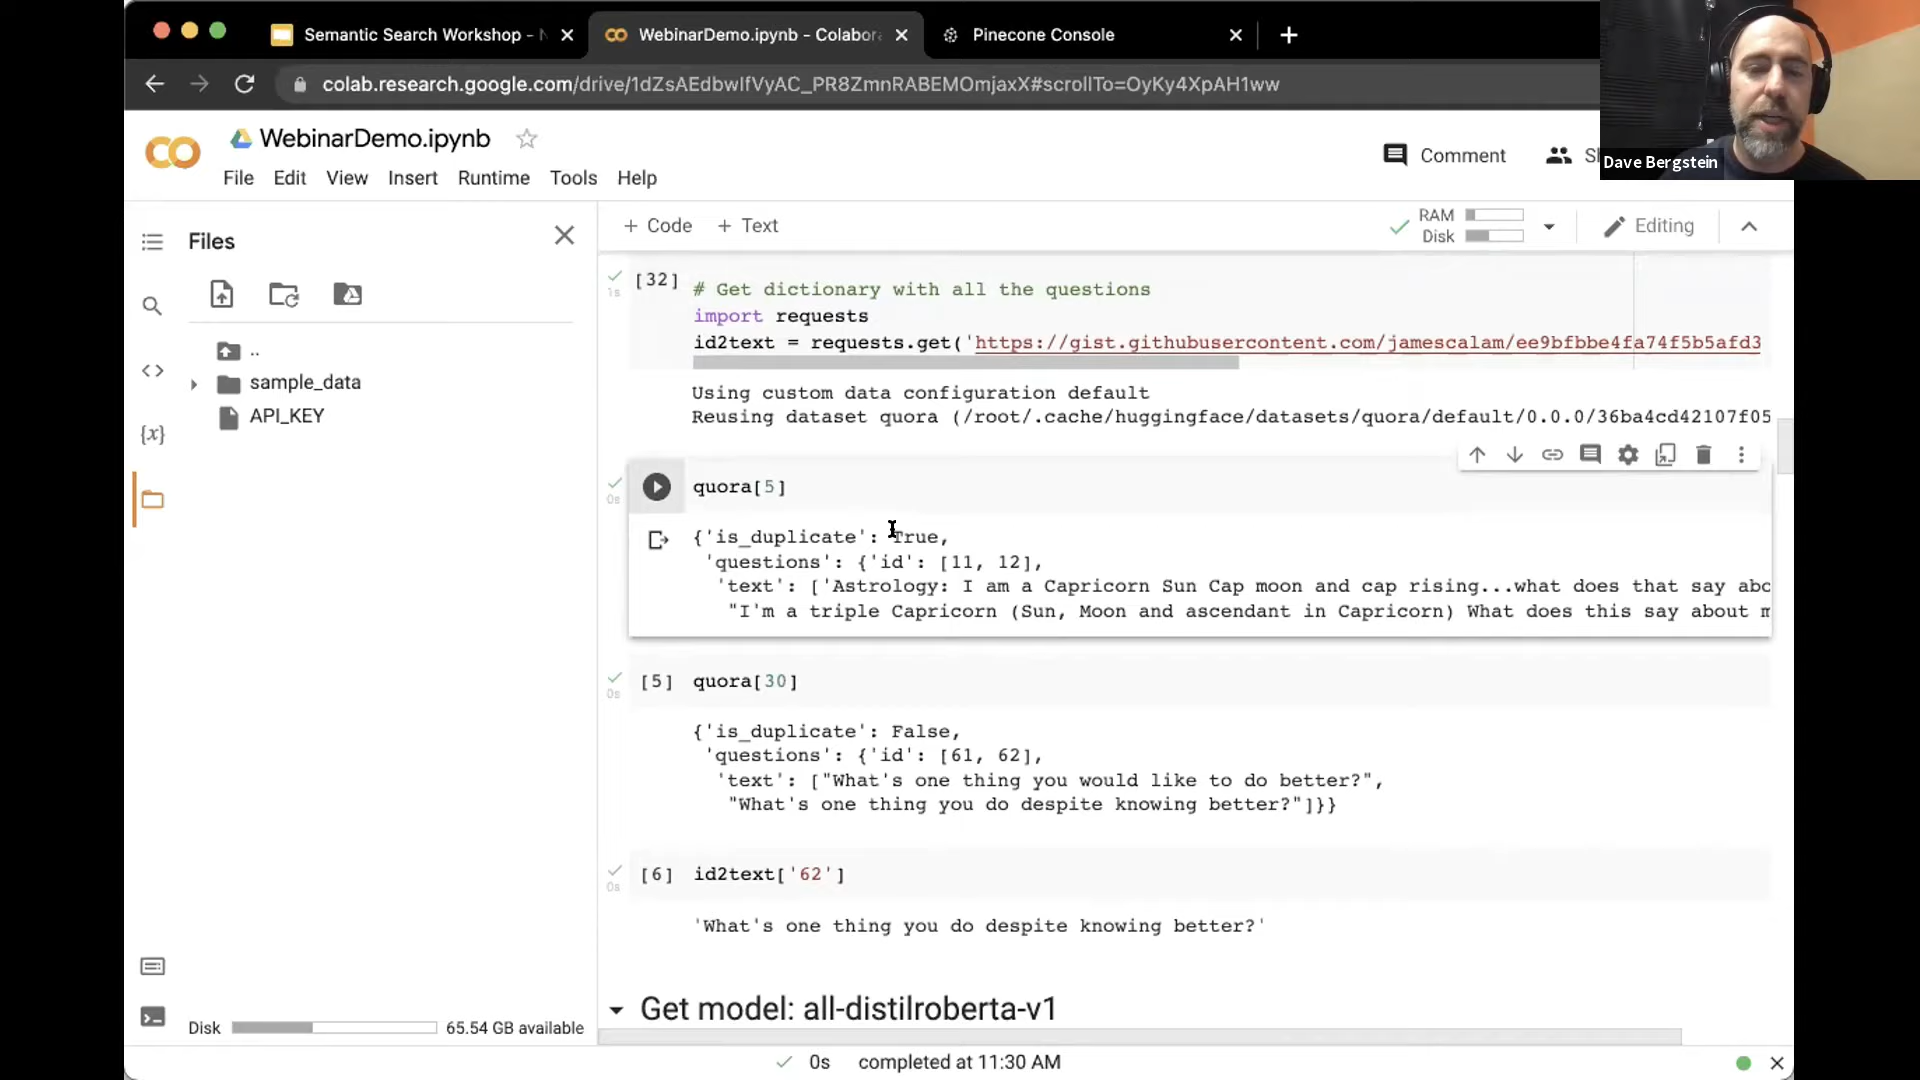 Semantic Search Workshop - N
WebinarDemo.ipynb - Colabor
Pinecone Console
colab.research.google.com/drive/1dZsAEdbwIfVyAC_PR8ZmnRABEMOmjaxX#scrollTo=OyKy4XpAH1ww
Dave Bergstein
WebinarDemo.ipynb
Comment
File Edit View Insert Runtime Tools Help
Files
+ Code + Text
RAM
Disk
Editing
..
sample_data
API_KEY
{x}
[32]
1s
# Get dictionary with all the questions
import requests
id2text = requests.get('https://gist.githubusercontent.com/jamescalam/ee9bfbbe4fa74f5b5afd3
Using custom data configuration default
Reusing dataset quora (/root/.cache/huggingface/datasets/quora/default/0.0.0/36ba4cd42107f05
0s
quora[5]
{'is_duplicate': True,
'questions': {'id': [11, 12],
'text': ['Astrology: I am a Capricorn Sun Cap moon and cap rising...what does that say abo
"I'm a triple Capricorn (Sun, Moon and ascendant in Capricorn) What does this say about m
0s
[5] quora[30]
{'is_duplicate': False,
'questions': {'id': [61, 62],
'text': ["What's one thing you would like to do better?",
"What's one thing you do despite knowing better?"]}}
0s
[6] id2text['62']
'What's one thing you do despite knowing better?'
Get model: all-distilroberta-v1
Disk 65.54 GB available
0s completed at 11:30 AM